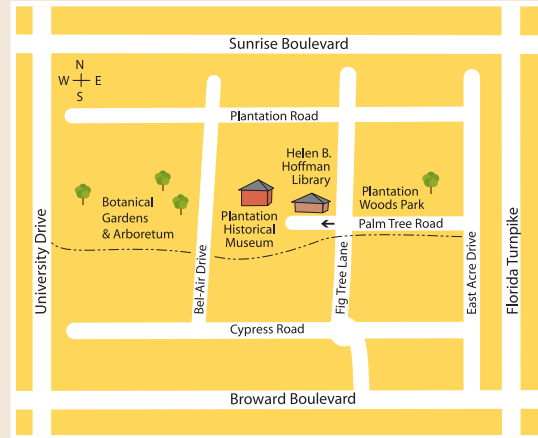 Sunrise Boulevard
N
W E
S
Plantation Road
Helen B.
Hoffman
Library
Plantation
Woods Park
Botanical
Gardens
& Arboretum
Plantation
Historical
Museum
Palm Tree Road
University Drive
Bel-Air Drive
Fig Tree Lane
East Acre Drive
Florida Turnpike
Cypress Road
Broward Boulevard